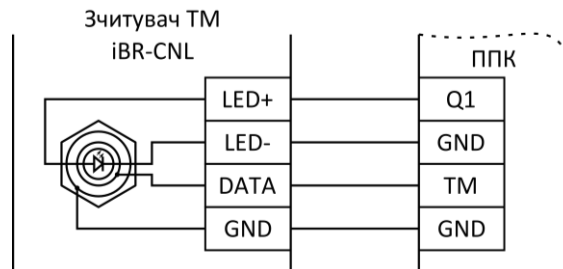 Зчитувач ТМ
iBR-CNL
ППК
LED+ Q1
LED- GND
DATA TM
GND GND